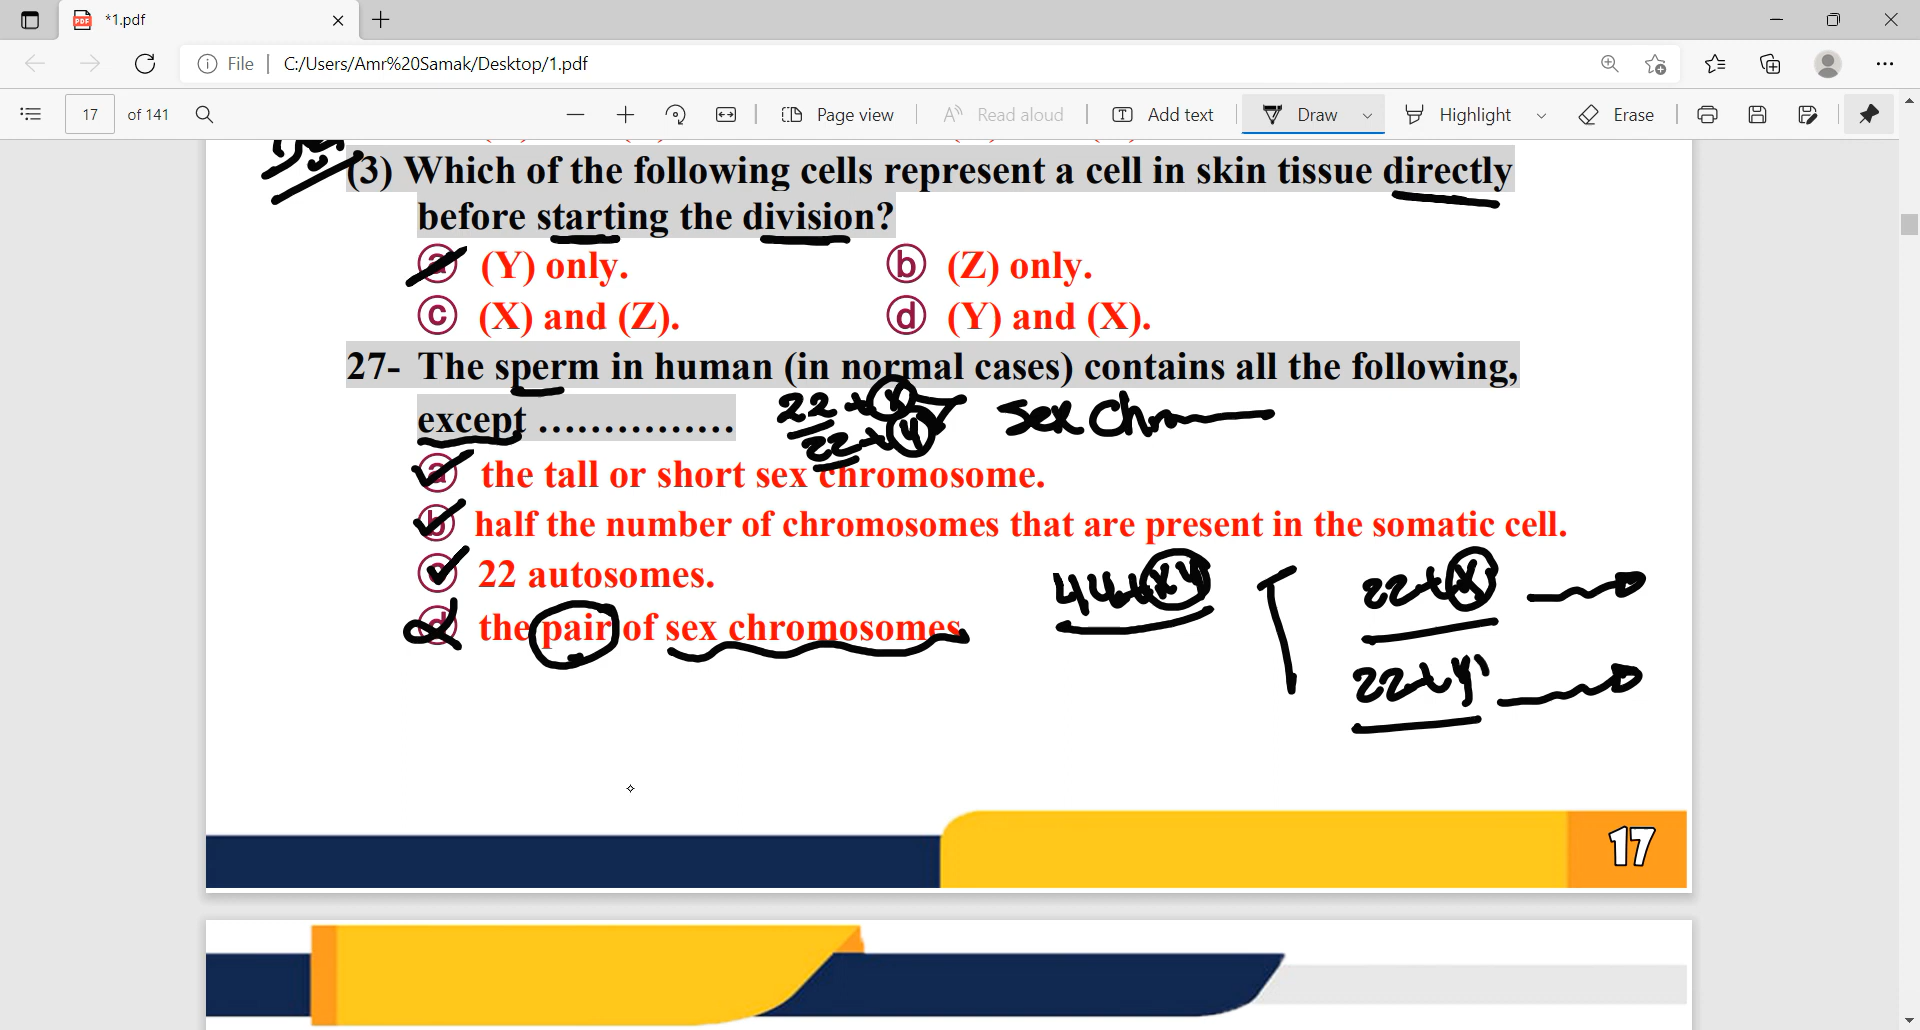 *1.pdf
File
C:/Users/Amr%20Samak/Desktop/1.pdf
17 of 141
Page view
Read aloud
Add text
Draw
Highlight
Erase
(3) Which of the following cells represent a cell in skin tissue directly
before starting the division?
a (Y) only. b (Z) only.
c (X) and (Z). d (Y) and (X).
27- The sperm in human (in normal cases) contains all the following,
except ...............
22+X
22+Y
sex Chr
a the tall or short sex chromosome.
b half the number of chromosomes that are present in the somatic cell.
c 22 autosomes.
44+XY
22+X
d the pair of sex chromosomes
22+Y
17